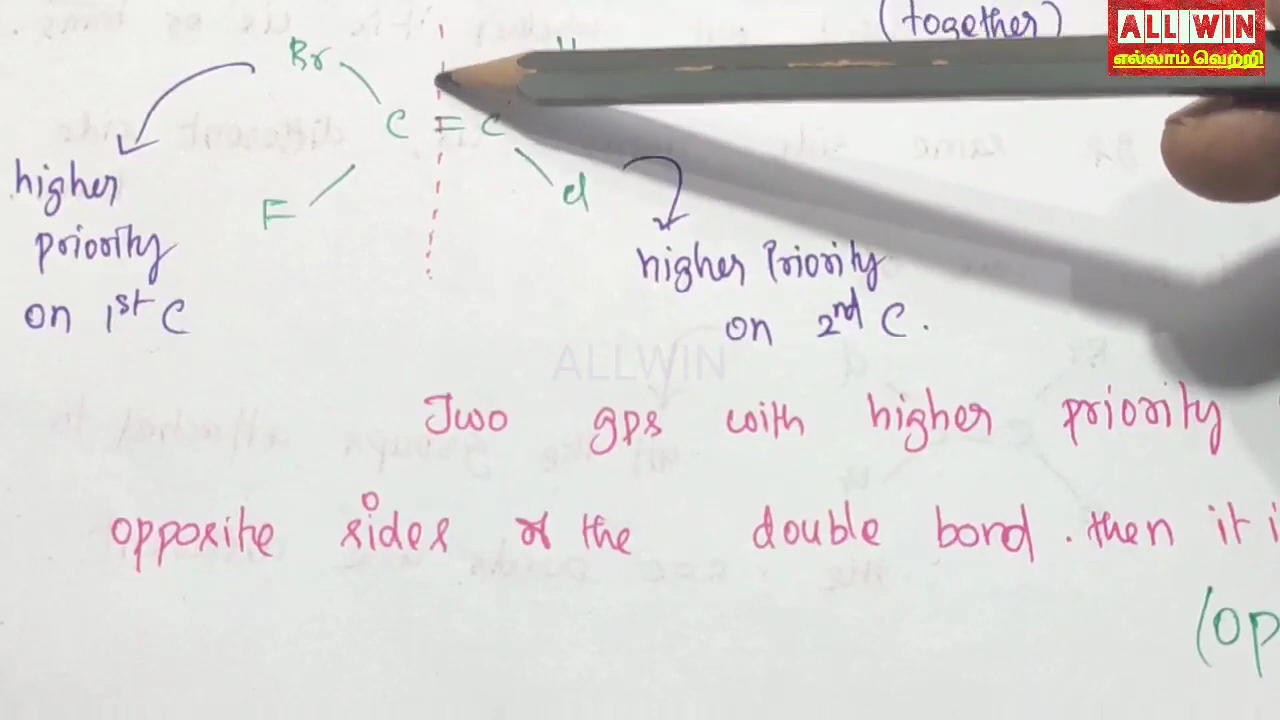 (together)
ALL WIN
எல்லாம் வெற்றி
Br
C = C
F
Cl
higher
priority
on 1st C
higher Priority
on 2nd C.
ALLWIN
Two gps with higher priority
opposite sides of the double bond. then it i
(op